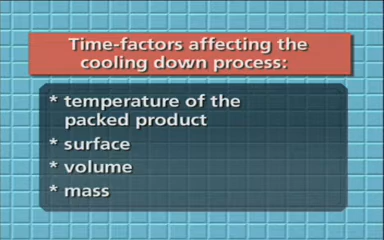 Time-factors affecting the
cooling down process:
* temperature of the
packed product
* surface
* volume
* mass